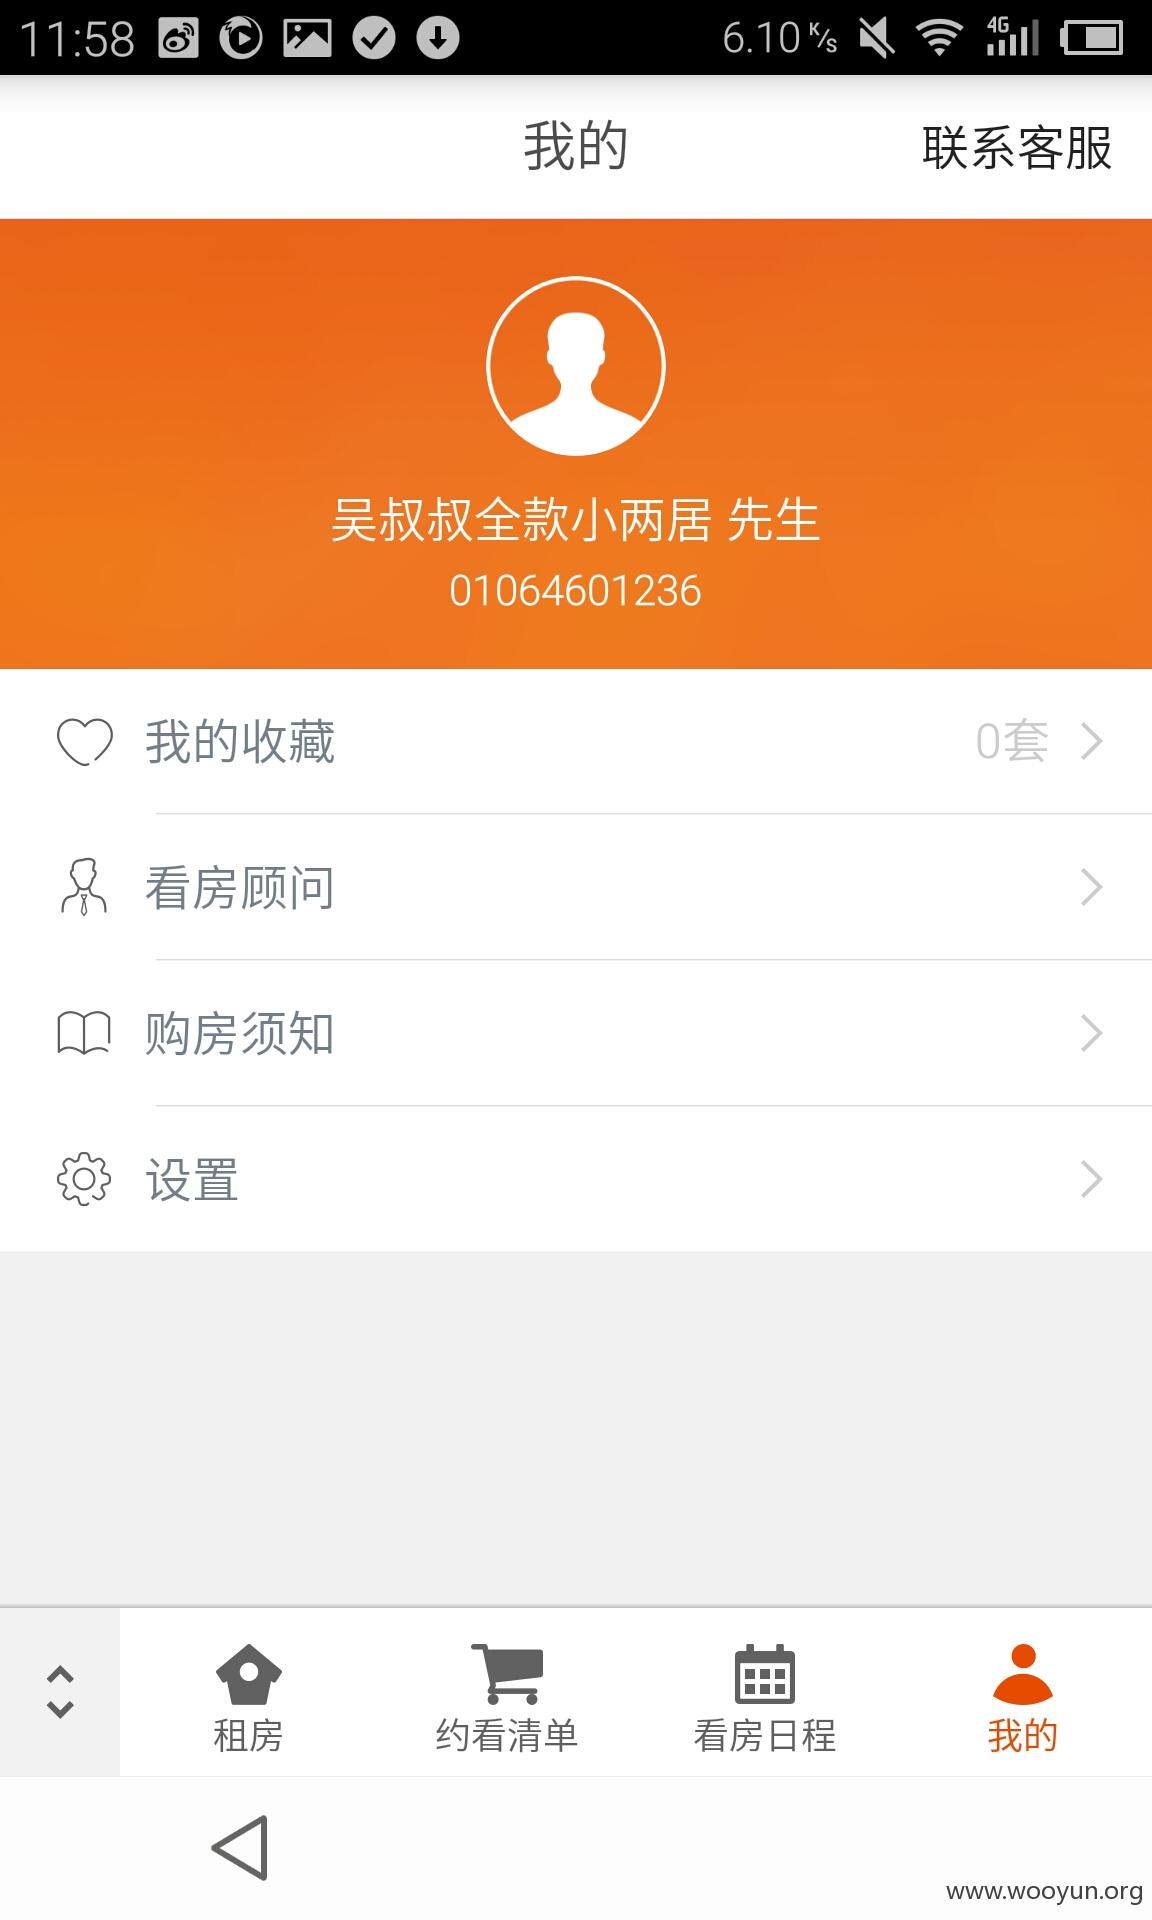 11:58 6.10 K/s 4G
我的 联系客服
吴叔叔全款小两居 先生
01064601236
我的收藏 0套
看房顾问
购房须知
设置
租房 约看清单 看房日程 我的
www.wooyun.org